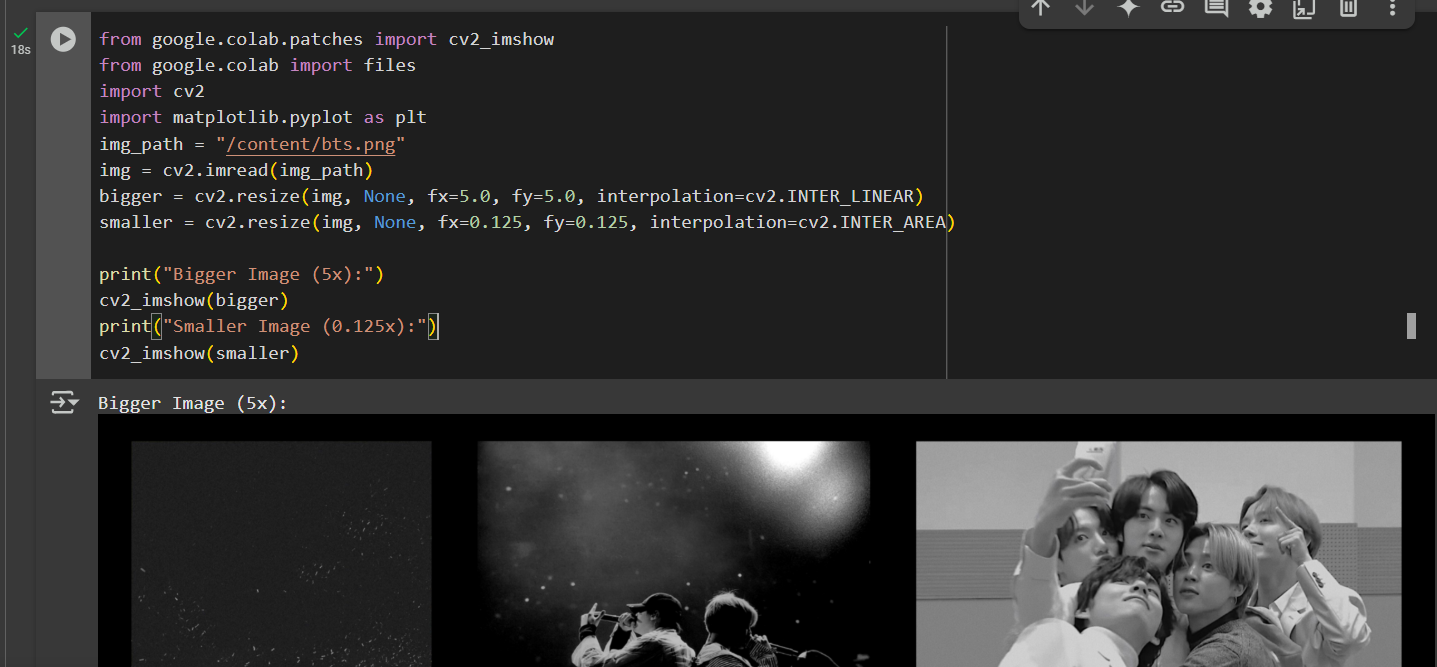 18s
from google.colab.patches import cv2_imshow
from google.colab import files
import cv2
import matplotlib.pyplot as plt
img_path = "/content/bts.png"
img = cv2.imread(img_path)
bigger = cv2.resize(img, None, fx=5.0, fy=5.0, interpolation=cv2.INTER_LINEAR)
smaller = cv2.resize(img, None, fx=0.125, fy=0.125, interpolation=cv2.INTER_AREA)
print("Bigger Image (5x):")
cv2_imshow(bigger)
print("Smaller Image (0.125x):")
cv2_imshow(smaller)
Bigger Image (5x):